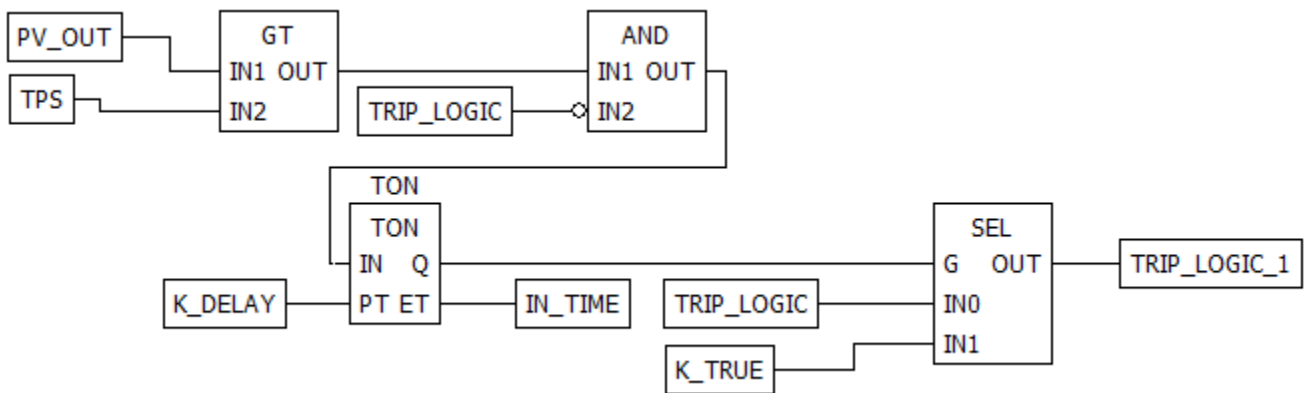 PV_OUT
GT
AND
IN1 OUT
IN1 OUT
TPS
IN2
TRIP_LOGIC
IN2
TON
TON
SEL
IN Q
G OUT
TRIP_LOGIC_1
K_DELAY
PT ET
IN_TIME
TRIP_LOGIC
IN0
IN1
K_TRUE